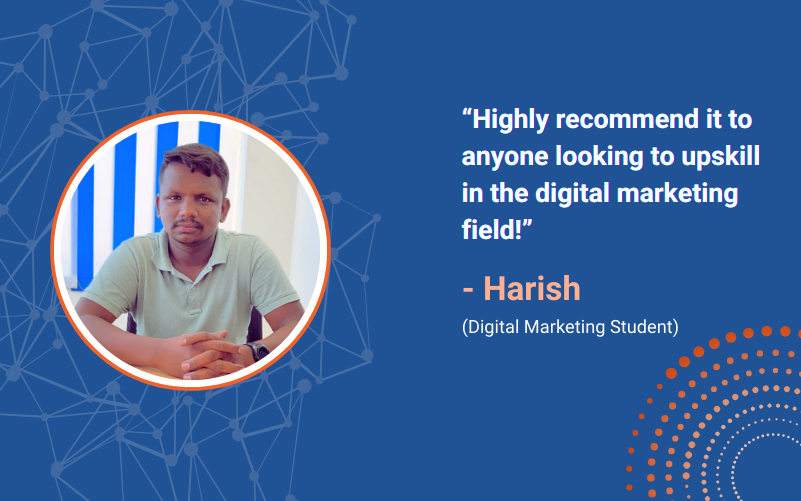 “Highly recommend it to
anyone looking to upskill
in the digital marketing
field!”
- Harish
(Digital Marketing Student)